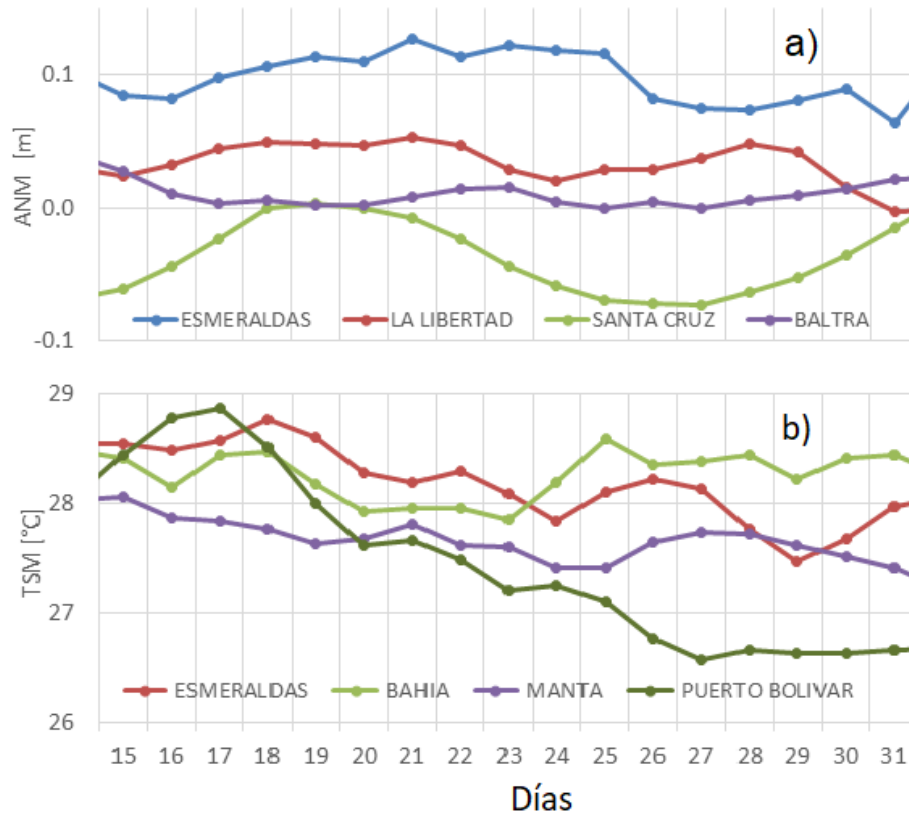 a)
0.1
ANM [m]
0.0
ESMERALDAS LA LIBERTAD SANTA CRUZ BALTRA
-0.1
29
b)
28
TSM [°C]
27
ESMERALDAS BAHIA MANTA PUERTO BOLIVAR
26
15 16 17 18 19 20 21 22 23 24 25 26 27 28 29 30 31
Días